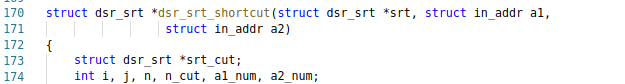 170 struct dsr_srt *dsr_srt_shortcut(struct dsr_srt *srt, struct in_addr a1,
171 struct in_addr a2)
172 {
173 struct dsr_srt *srt_cut;
174 int i, j, n, n_cut, a1_num, a2_num;